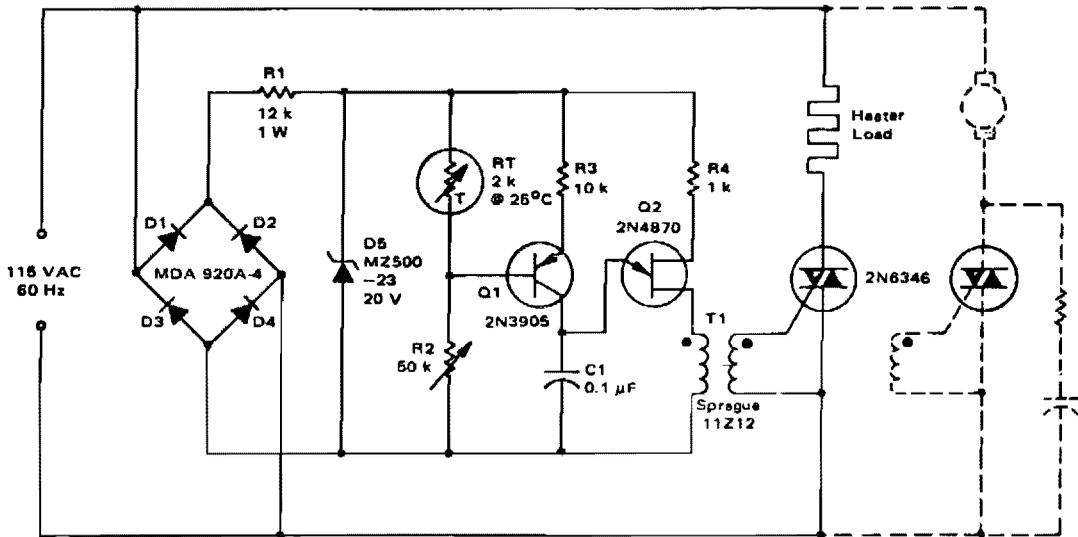 R1
12 k
1 W
Heater
Load
RT
2 k
@ 25°C
T
R3
10 k
R4
1 k
Q2
2N4870
D1
D2
MDA 920A-4
D3
D4
115 VAC
60 Hz
D5
MZ500
-23
20 V
Q1
2N3905
2N6346
T1
R2
50 k
C1
0.1 µF
Sprague
11Z12